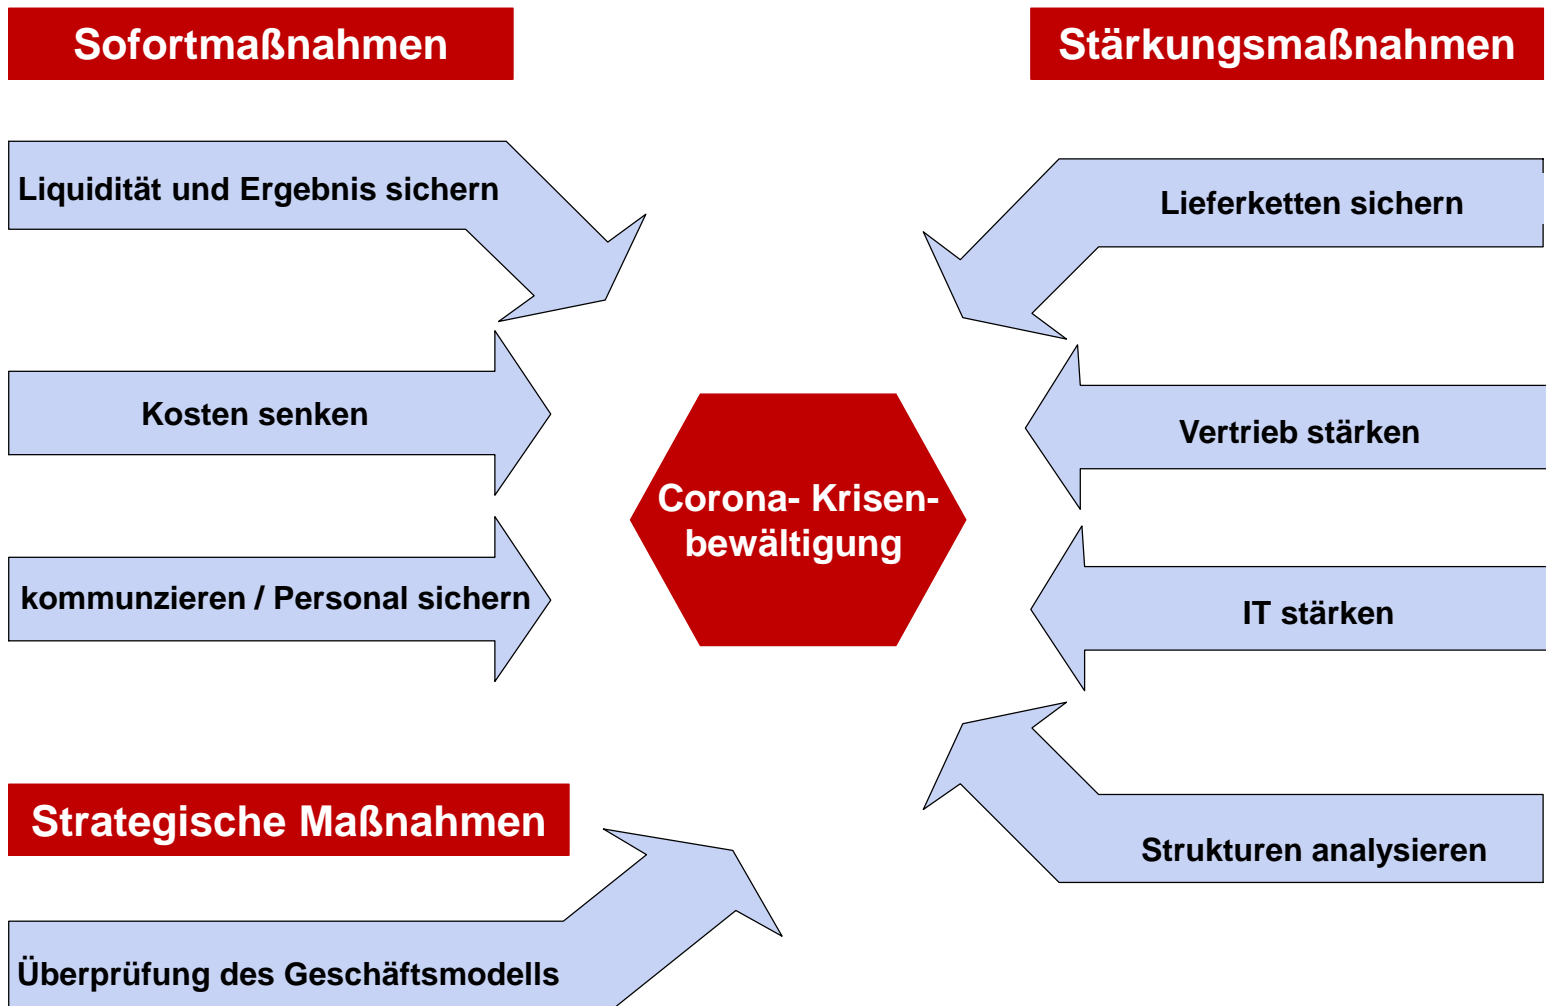 Sofortmaßnahmen
Liquidität und Ergebnis sichern
Kosten senken
kommunzieren / Personal sichern
Strategische Maßnahmen
Überprüfung des Geschäftsmodells
Corona- Krisen-
bewältigung
Stärkungsmaßnahmen
Lieferketten sichern
Vertrieb stärken
IT stärken
Strukturen analysieren